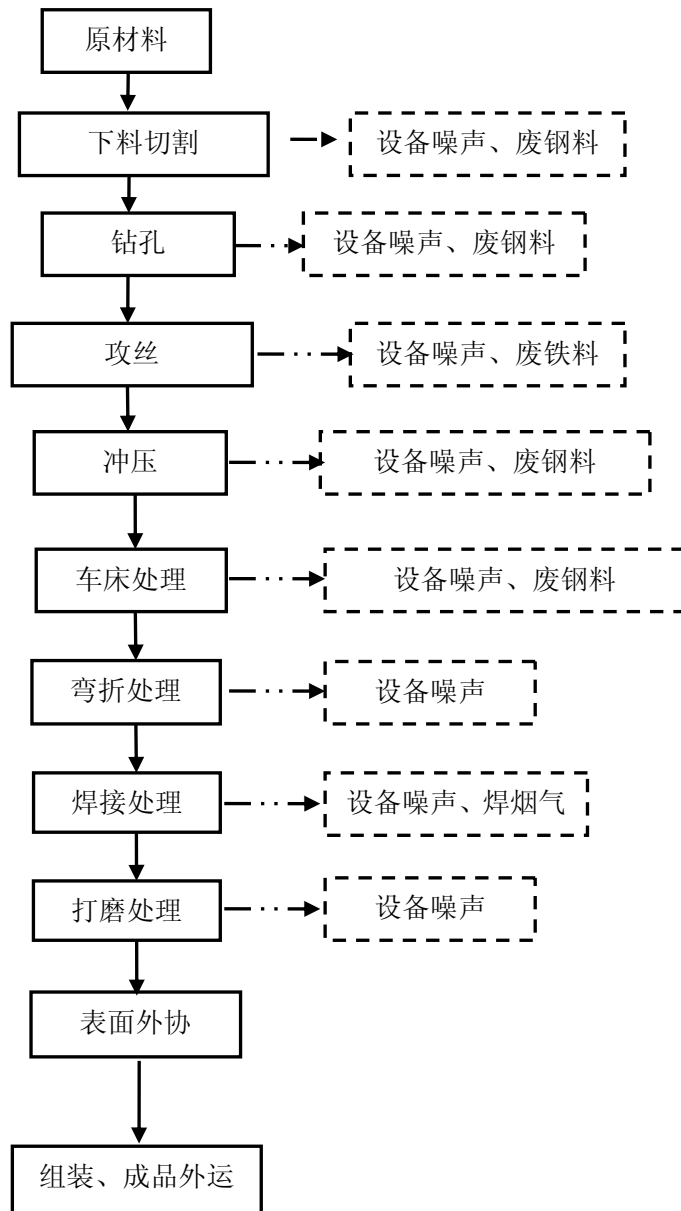 原材料
下料切割
设备噪声、废钢料
钻孔
设备噪声、废钢料
攻丝
设备噪声、废铁料
冲压
设备噪声、废钢料
车床处理
设备噪声、废钢料
弯折处理
设备噪声
焊接处理
设备噪声、焊烟气
打磨处理
设备噪声
表面外协
组装、成品外运